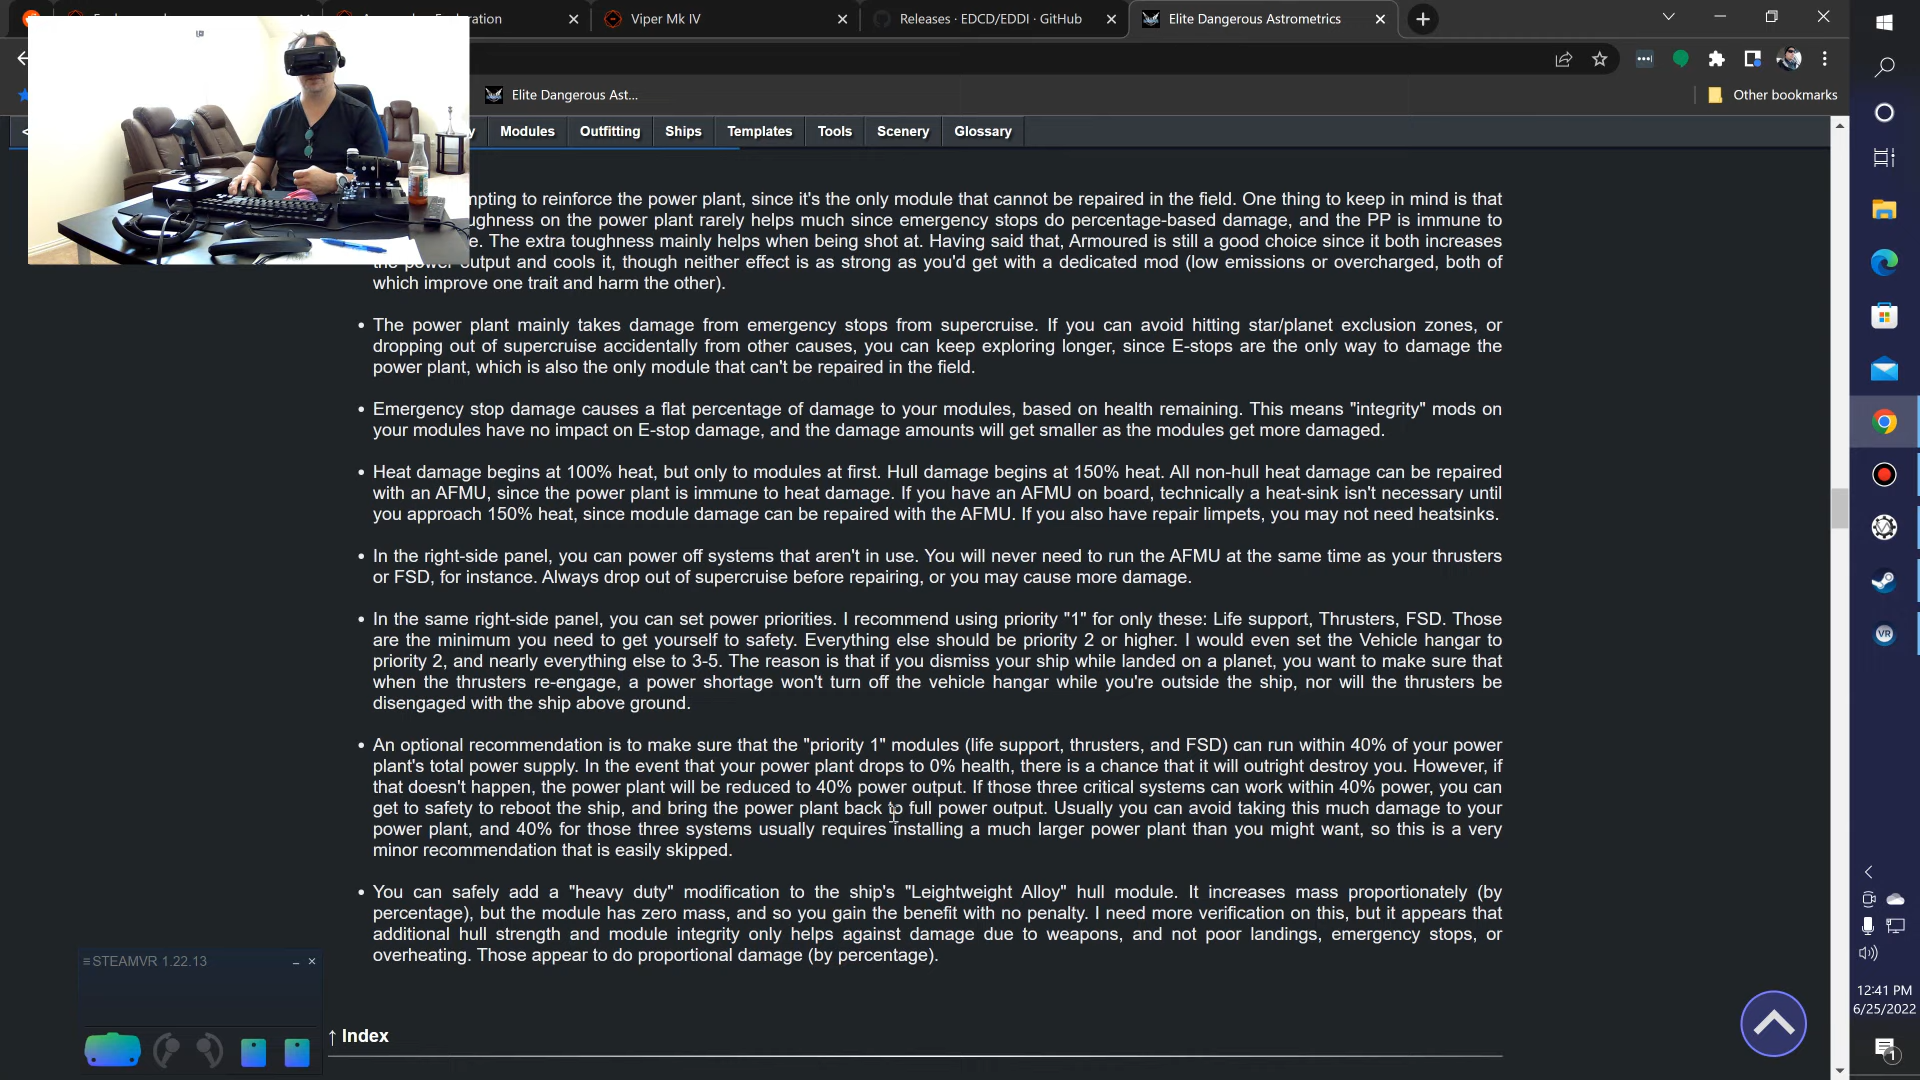 Exploration
Viper Mk IV
Releases · EDCD/EDDI · GitHub
Elite Dangerous Astrometrics
Elite Dangerous Ast...
Other bookmarks
Modules
Outfitting
Ships
Templates
Tools
Scenery
Glossary
mpting to reinforce the power plant, since it's the only module that cannot be repaired in the field. One thing to keep in mind is that
ughness on the power plant rarely helps much since emergency stops do percentage-based damage, and the PP is immune to
e. The extra toughness mainly helps when being shot at. Having said that, Armoured is still a good choice since it both increases
the power output and cools it, though neither effect is as strong as you'd get with a dedicated mod (low emissions or overcharged, both of
which improve one trait and harm the other).
• The power plant mainly takes damage from emergency stops from supercruise. If you can avoid hitting star/planet exclusion zones, or
dropping out of supercruise accidentally from other causes, you can keep exploring longer, since E-stops are the only way to damage the
power plant, which is also the only module that can't be repaired in the field.
• Emergency stop damage causes a flat percentage of damage to your modules, based on health remaining. This means "integrity" mods on
your modules have no impact on E-stop damage, and the damage amounts will get smaller as the modules get more damaged.
• Heat damage begins at 100% heat, but only to modules at first. Hull damage begins at 150% heat. All non-hull heat damage can be repaired
with an AFMU, since the power plant is immune to heat damage. If you have an AFMU on board, technically a heat-sink isn't necessary until
you approach 150% heat, since module damage can be repaired with the AFMU. If you also have repair limpets, you may not need heatsinks.
• In the right-side panel, you can power off systems that aren't in use. You will never need to run the AFMU at the same time as your thrusters
or FSD, for instance. Always drop out of supercruise before repairing, or you may cause more damage.
• In the same right-side panel, you can set power priorities. I recommend using priority "1" for only these: Life support, Thrusters, FSD. Those
are the minimum you need to get yourself to safety. Everything else should be priority 2 or higher. I would even set the Vehicle hangar to
priority 2, and nearly everything else to 3-5. The reason is that if you dismiss your ship while landed on a planet, you want to make sure that
when the thrusters re-engage, a power shortage won't turn off the vehicle hangar while you're outside the ship, nor will the thrusters be
disengaged with the ship above ground.
• An optional recommendation is to make sure that the "priority 1" modules (life support, thrusters, and FSD) can run within 40% of your power
plant's total power supply. In the event that your power plant drops to 0% health, there is a chance that it will outright destroy you. However, if
that doesn't happen, the power plant will be reduced to 40% power output. If those three critical systems can work within 40% power, you can
get to safety to reboot the ship, and bring the power plant back to full power output. Usually you can avoid taking this much damage to your
power plant, and 40% for those three systems usually requires installing a much larger power plant than you might want, so this is a very
minor recommendation that is easily skipped.
• You can safely add a "heavy duty" modification to the ship's "Leightweight Alloy" hull module. It increases mass proportionately (by
percentage), but the module has zero mass, and so you gain the benefit with no penalty. I need more verification on this, but it appears that
additional hull strength and module integrity only helps against damage due to weapons, and not poor landings, emergency stops, or
overheating. Those appear to do proportional damage (by percentage).
↑ Index
STEAMVR 1.22.13
VR
12:41 PM
6/25/2022
1